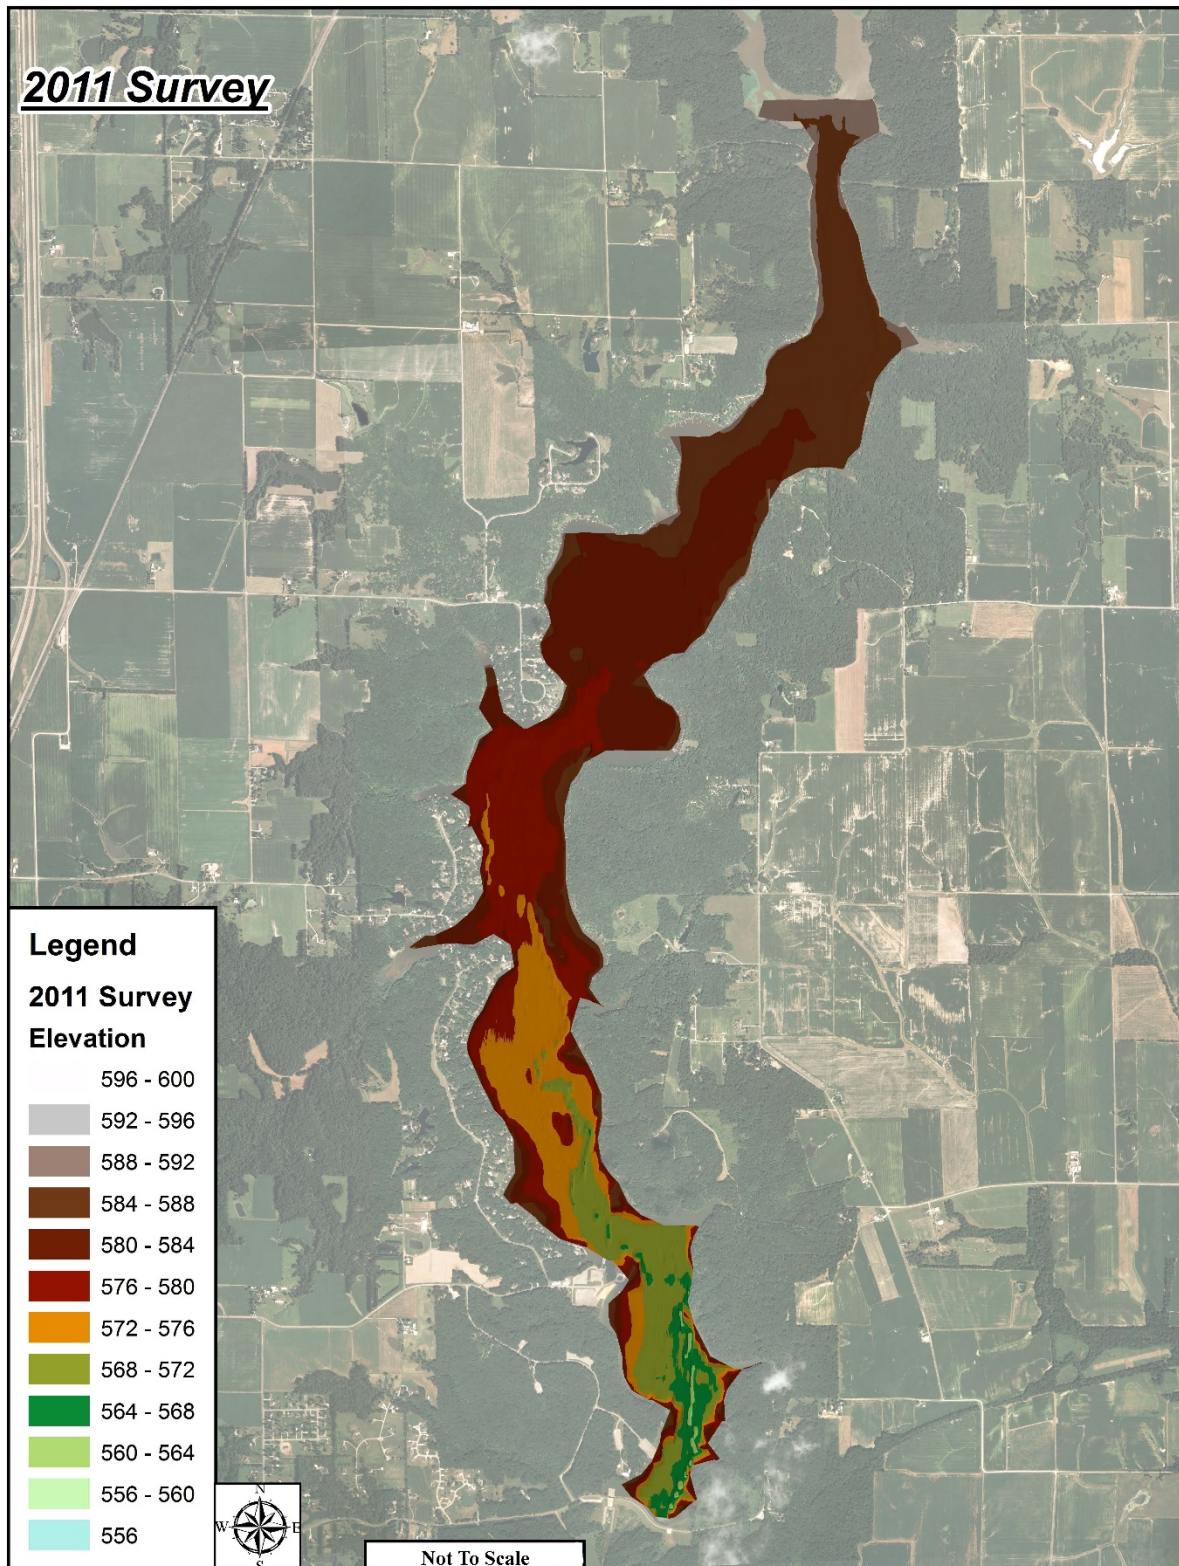 2011 Survey
Legend
2011 Survey
Elevation
596 - 600
592 - 596
588 - 592
584 - 588
580 - 584
576 - 580
572 - 576
568 - 572
564 - 568
560 - 564
556 - 560
556
N
W E
S
Not To Scale